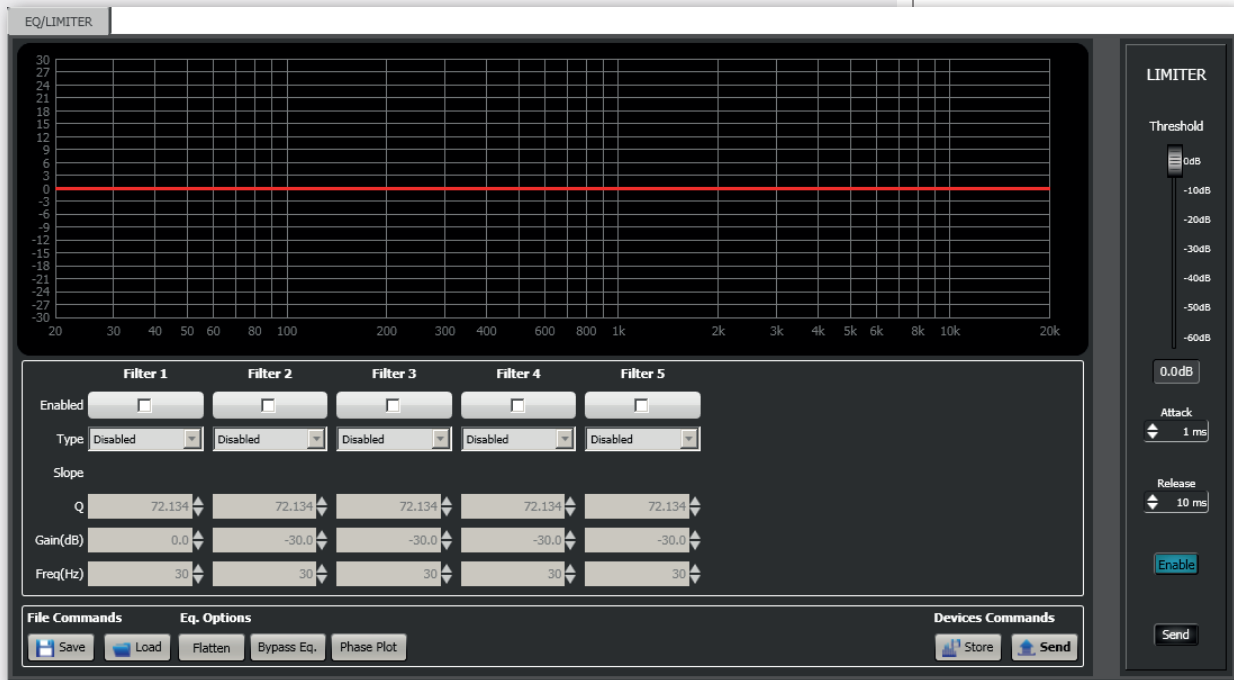 EQ/LIMITER
30
27
24
21
18
15
12
9
6
3
0
-3
-6
-9
-12
-15
-18
-21
-24
-27
-30
20 30 40 50 60 80 100 200 300 400 600 800 1k 2k 3k 4k 5k 6k 8k 10k 20k
Filter 1 Filter 2 Filter 3 Filter 4 Filter 5
Enabled
Type Disabled Disabled Disabled Disabled Disabled
Slope
Q 72.134 72.134 72.134 72.134 72.134
Gain(dB) 0.0 -30.0 -30.0 -30.0 -30.0
Freq(Hz) 30 30 30 30 30
File Commands Eq. Options Devices Commands
Save Load Flatten Bypass Eq. Phase Plot Store Send
LIMITER
Threshold
0dB
-10dB
-20dB
-30dB
-40dB
-50dB
-60dB
0.0dB
Attack
1 ms
Release
10 ms
Enable
Send